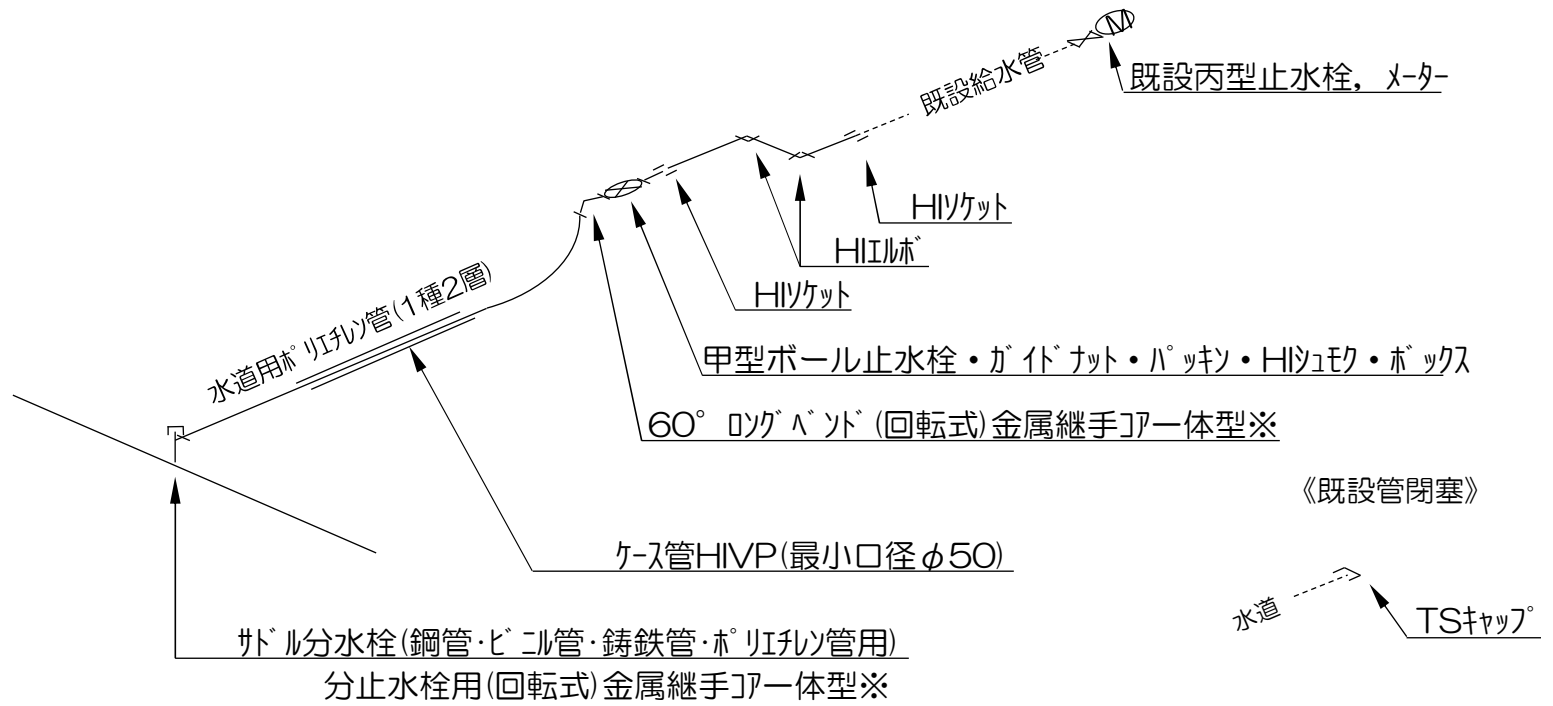 M
既設給水管
既設丙型止水栓，ﾒｰﾀｰ
HIｿｹｯﾄ
HIｴﾙﾎﾞ
HIｿｹｯﾄ
水道用ﾎﾟﾘｴﾁﾚﾝ管(1種2層)
甲型ボール止水栓・ｶﾞｲﾄﾞﾅｯﾄ・ﾊﾟｯｷﾝ・HIｼｭﾓｸ・ﾎﾞｯｸｽ
60°ﾛﾝｸﾞﾍﾞﾝﾄﾞ(回転式)金属継手ｺｱ一体型※
《既設管閉塞》
ｹｰｽ管HIVP(最小口径φ50)
水道
TSｷｬｯﾌﾟ
ｻﾄﾞﾙ分水栓(鋼管･ﾋﾞﾆﾙ管･鋳鉄管･ﾎﾟﾘｴﾁﾚﾝ管用)
分止水栓用(回転式)金属継手ｺｱ一体型※